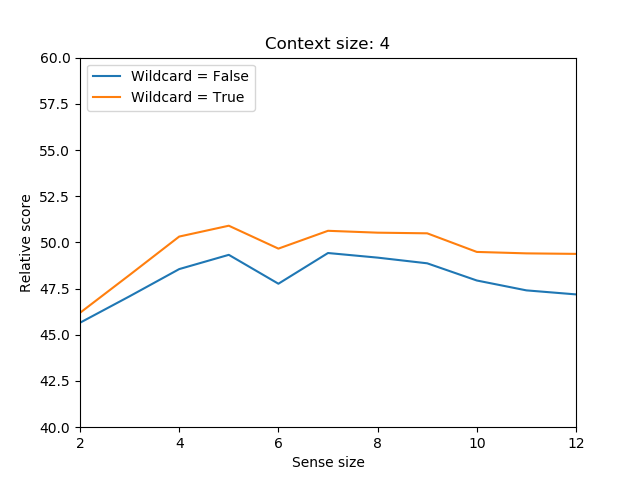 Context size: 4
Wildcard = False
Wildcard = True
60.0
57.5
55.0
52.5
50.0
47.5
45.0
42.5
40.0
Relative score
2 4 6 8 10 12
Sense size